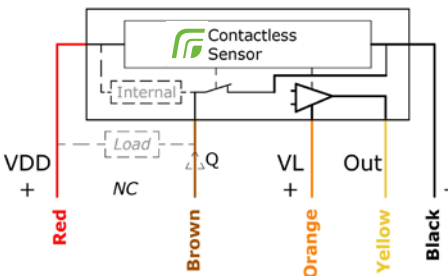 Contactless
Sensor
Internal
Load
Q
VDD
VL
Out
+
NC
+
-
Red
Brown
Orange
Yellow
Black